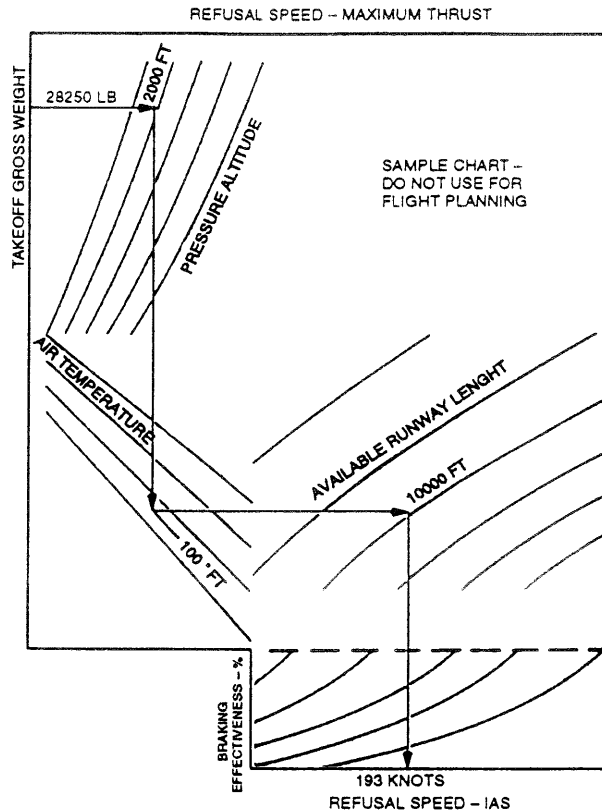 REFUSAL SPEED – MAXIMUM THRUST
28250 LB
2000 FT
TAKEOFF GROSS WEIGHT
PRESSURE ALTITUDE
SAMPLE CHART –
DO NOT USE FOR
FLIGHT PLANNING
AIR TEMPERATURE
AVAILABLE RUNWAY LENGHT
10000 FT
100 °FT
BRAKING
EFFECTIVENESS – %
193 KNOTS
REFUSAL SPEED – IAS